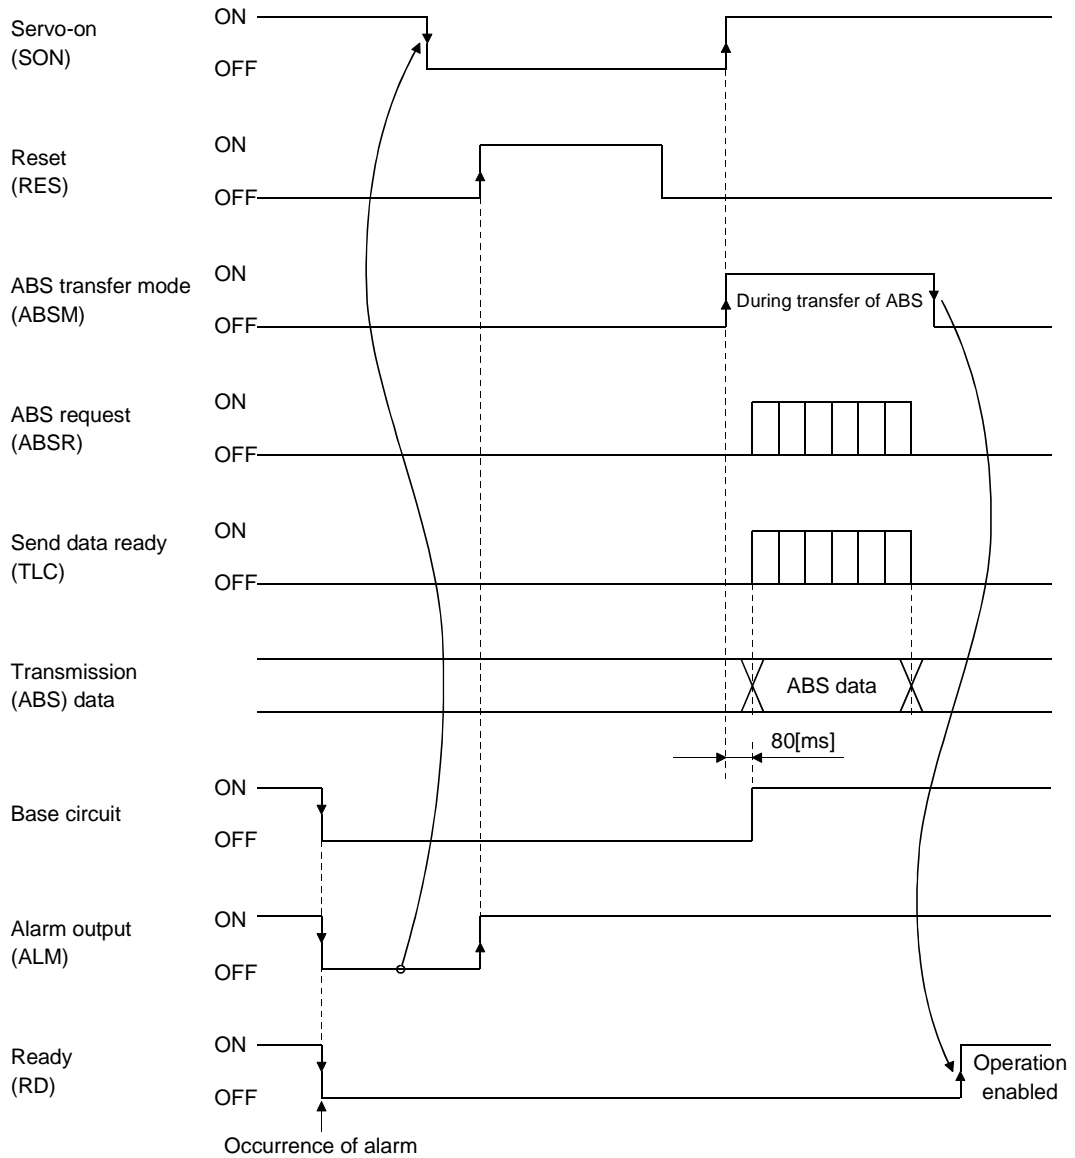 Servo-on
(SON)
ON
OFF
Reset
(RES)
ON
OFF
ABS transfer mode
(ABSM)
ON
OFF
During transfer of ABS
ABS request
(ABSR)
ON
OFF
Send data ready
(TLC)
ON
OFF
Transmission
(ABS) data
ABS data
80[ms]
Base circuit
ON
OFF
Alarm output
(ALM)
ON
OFF
Ready
(RD)
ON
OFF
Operation
enabled
Occurrence of alarm